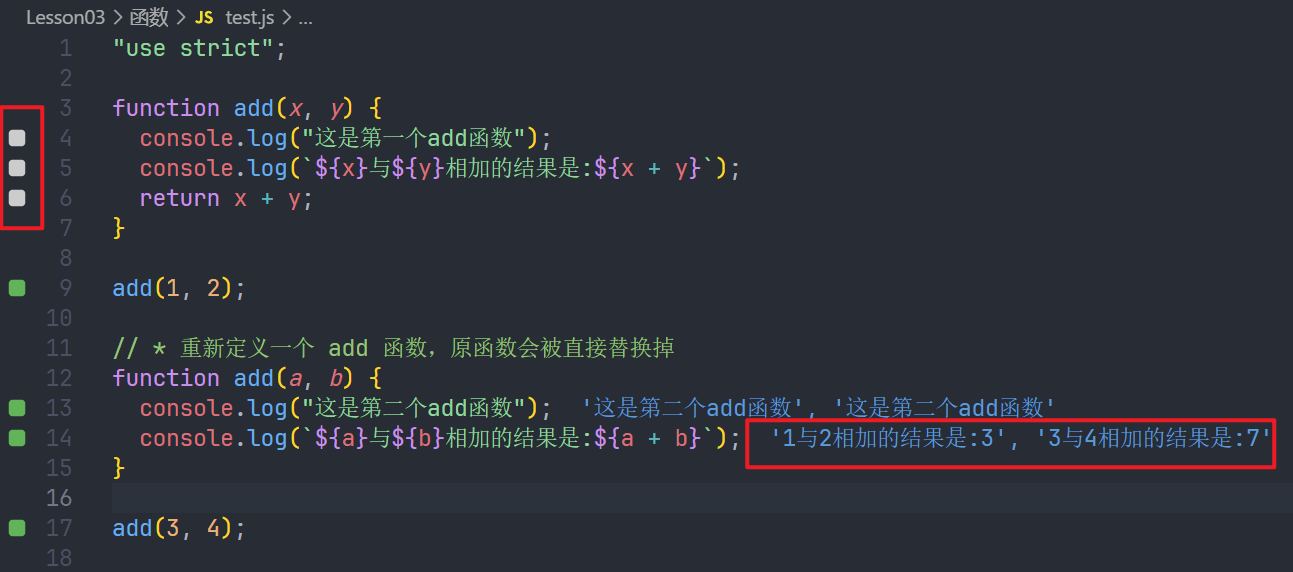 Lesson03 > 函数 > JS test.js > ...
1 "use strict";
2
3 function add(x, y) {
4 console.log("这是第一个add函数");
5 console.log(`${x}与${y}相加的结果是:${x + y}`);
6 return x + y;
7 }
8
9 add(1, 2);
10
11 // * 重新定义一个 add 函数，原函数会被直接替换掉
12 function add(a, b) {
13 console.log("这是第二个add函数"); '这是第二个add函数', '这是第二个add函数'
14 console.log(`${a}与${b}相加的结果是:${a + b}`); '1与2相加的结果是:3', '3与4相加的结果是:7'
15 }
16
17 add(3, 4);
18